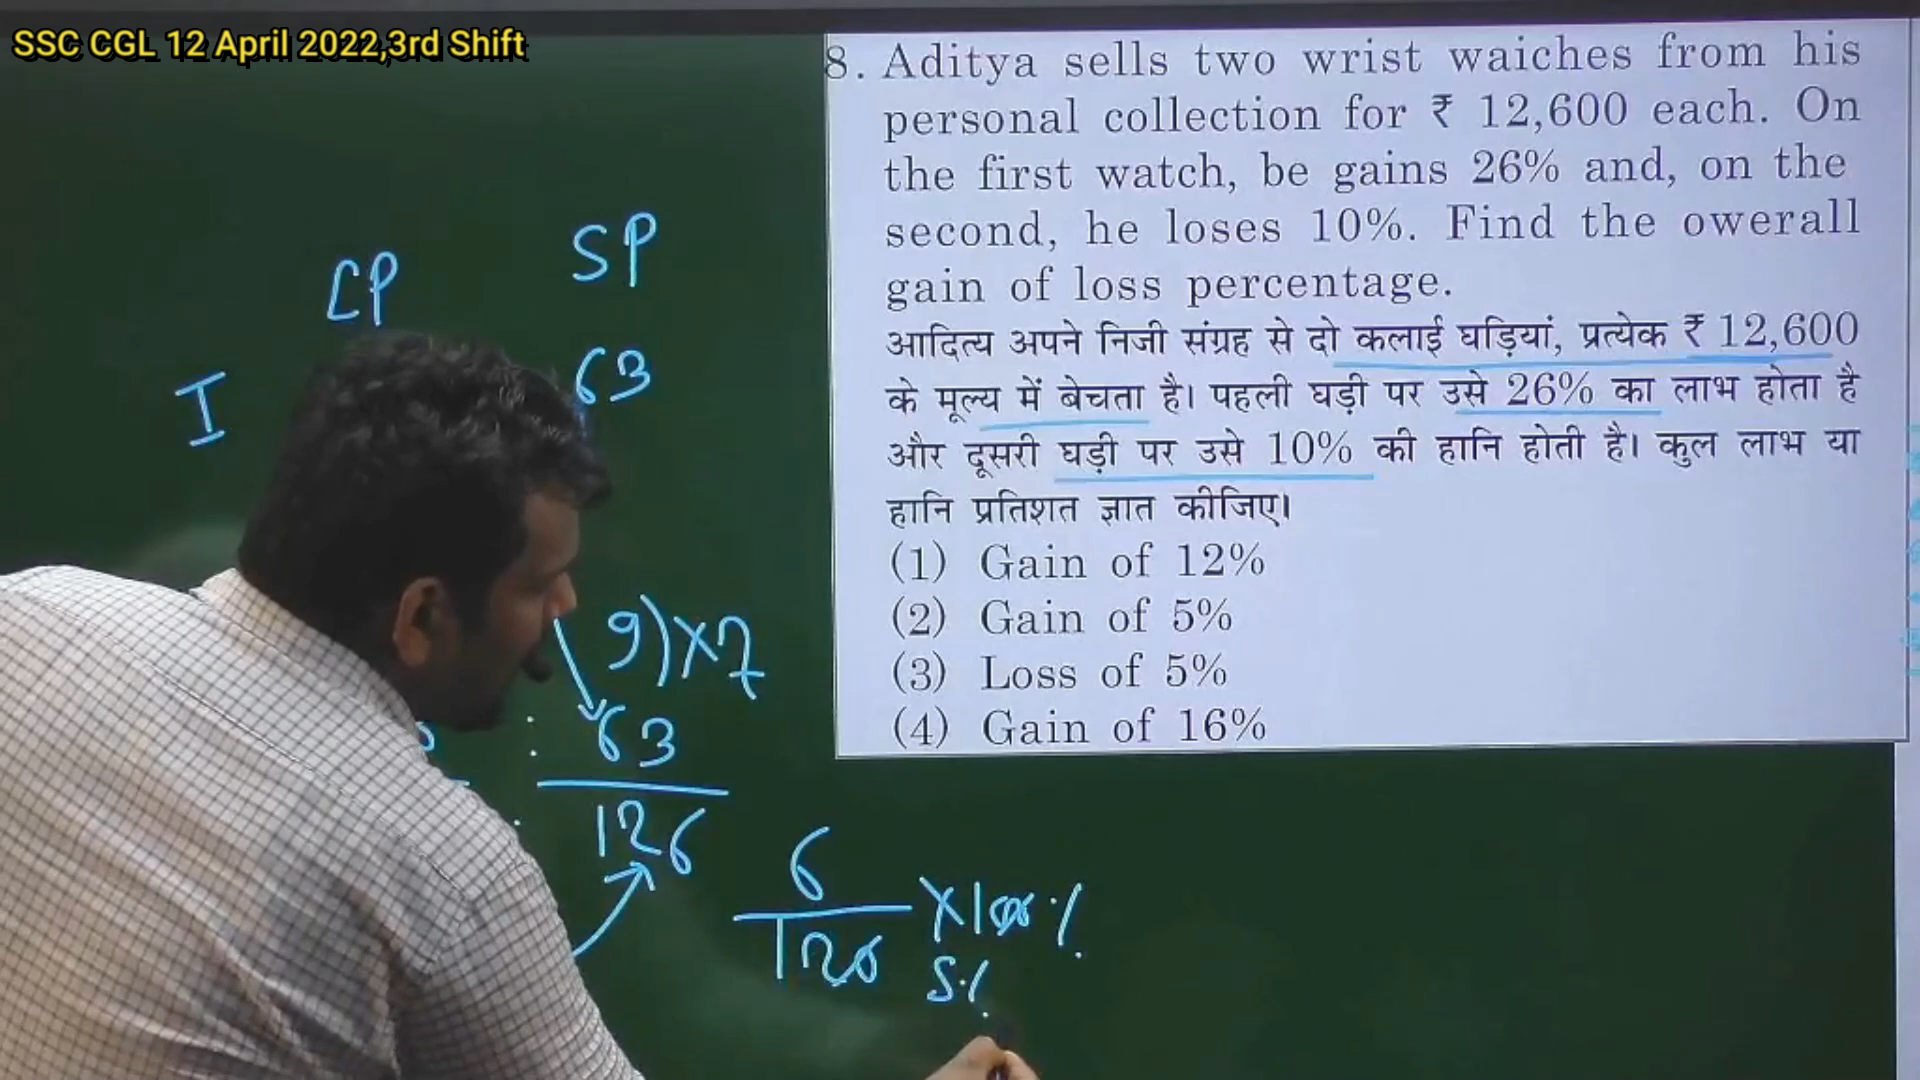 SSC CGL 12 April 2022,3rd Shift
8. Aditya sells two wrist waiches from his
personal collection for ₹ 12,600 each. On
the first watch, be gains 26% and, on the
second, he loses 10%. Find the owerall
gain of loss percentage.
आदित्य अपने निजी संग्रह से दो कलाई घड़ियां, प्रत्येक ₹ 12,600
के मूल्य में बेचता है। पहली घड़ी पर उसे 26% का लाभ होता है
और दूसरी घड़ी पर उसे 10% की हानि होती है। कुल लाभ या
हानि प्रतिशत ज्ञात कीजिए।
(1) Gain of 12%
(2) Gain of 5%
(3) Loss of 5%
(4) Gain of 16%
CP SP
I 63
9)×7
: 63
126
6
120 ×100%
5%